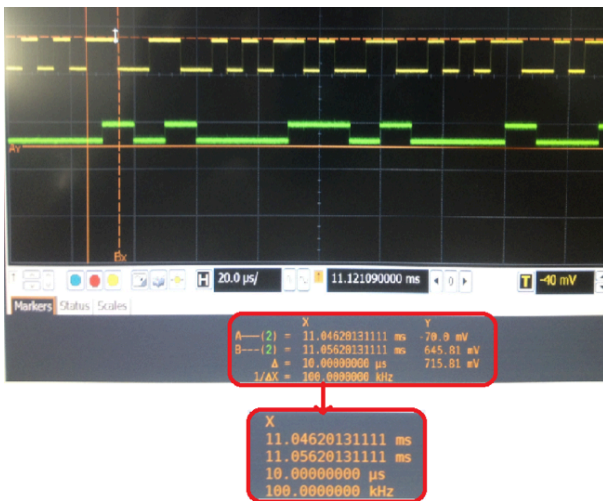 Ay
Bx
H 20.0 µs/ 11.121090000 ms 0 T -40 mV
Markers Status Scales
X Y
A—(2) = 11.04620131111 ms -70.0 mV
B---(2) = 11.05620131111 ms 645.81 mV
Δ = 10.00000000 µs 715.81 mV
1/ΔX = 100.0000000 kHz
X
11.04620131111 ms
11.05620131111 ms
10.00000000 µs
100.0000000 kHz